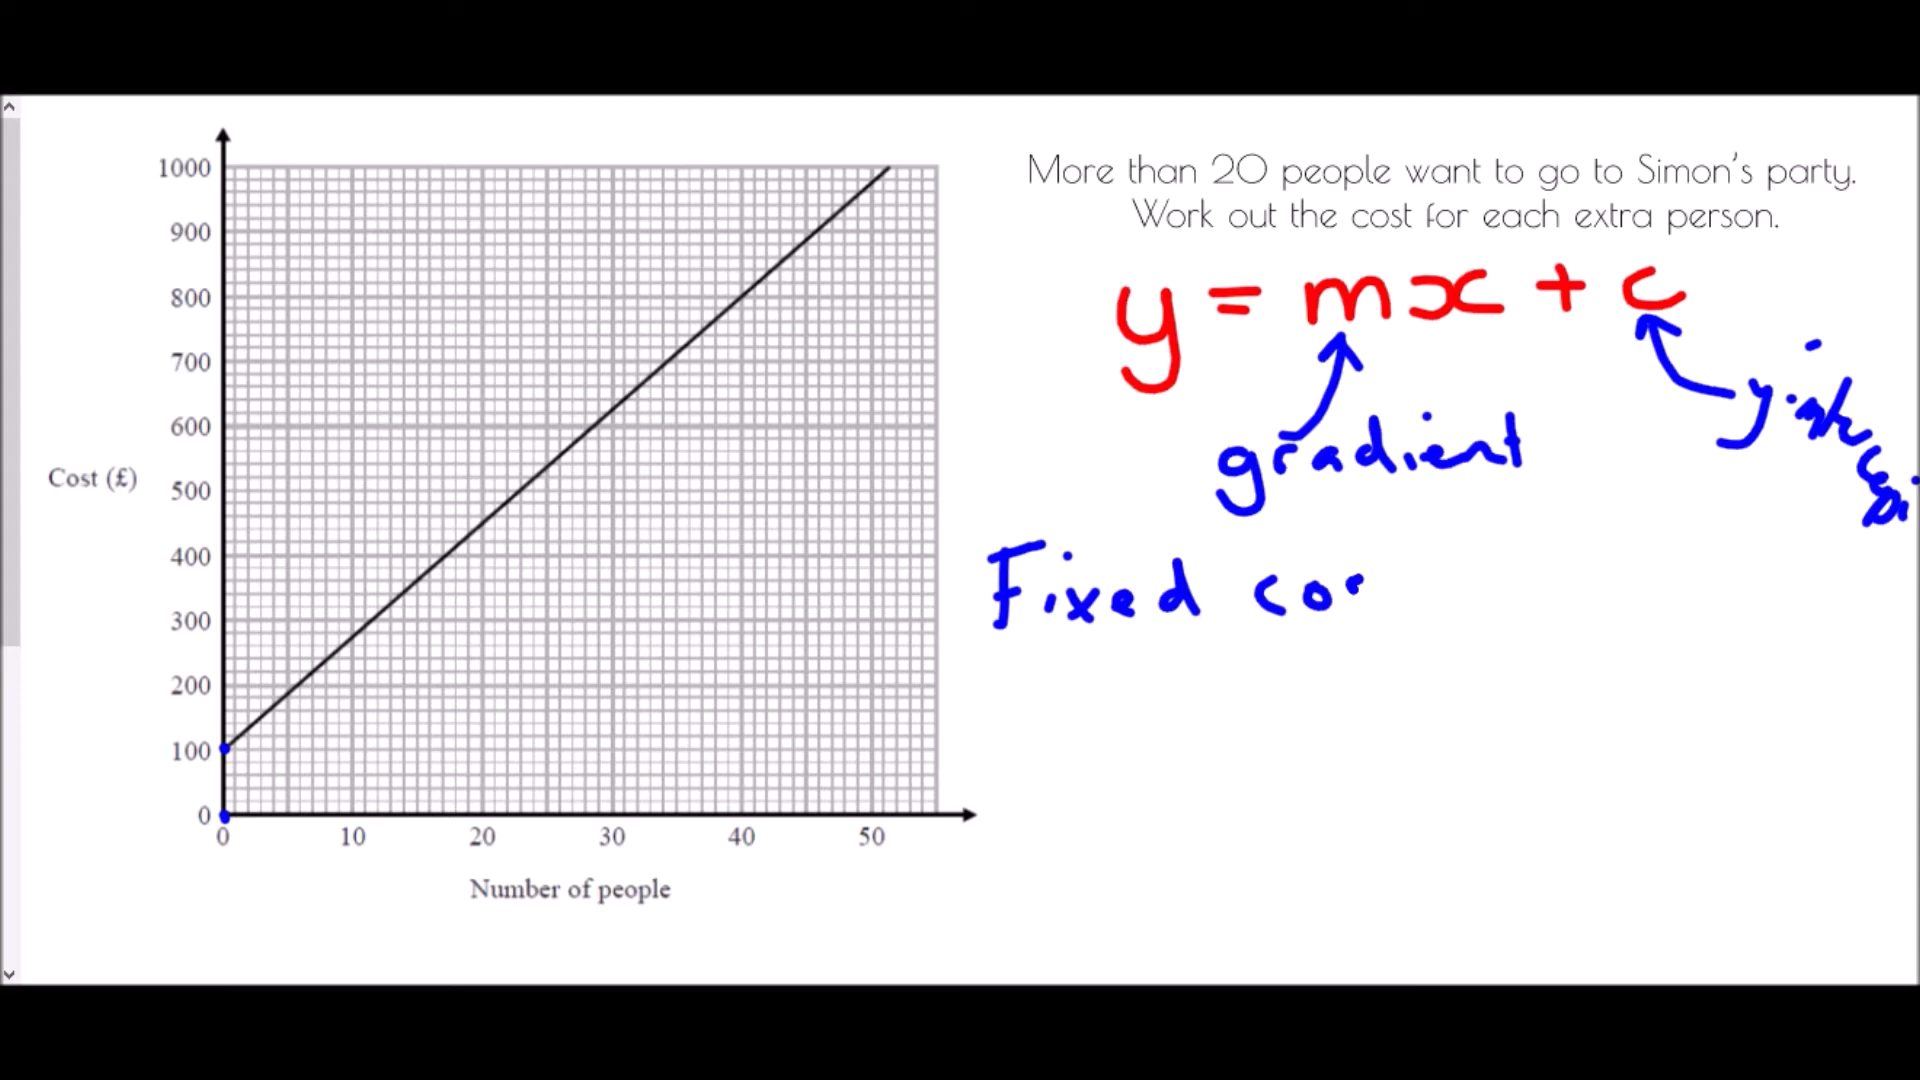 1000
900
800
700
600
Cost (£)
500
400
300
200
100
0
0 10 20 30 40 50
Number of people
More than 20 people want to go to Simon's party.
Work out the cost for each extra person.
y = mx + c
gradient
Fixed co